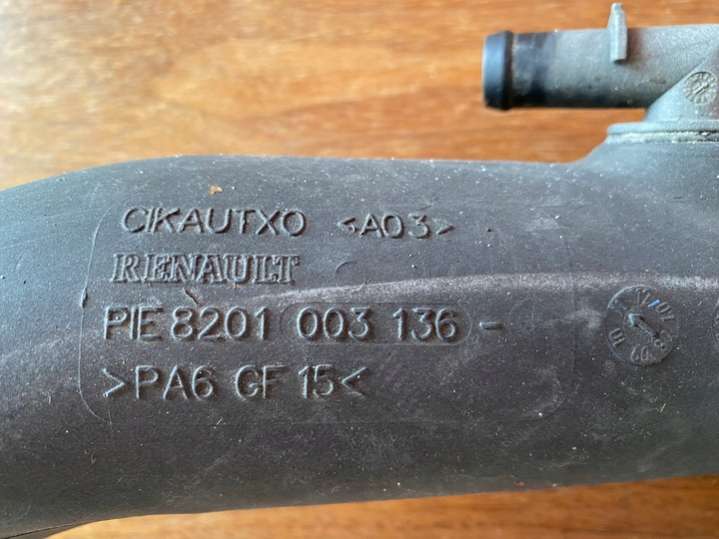 CIKAUTXO <A03>
RENAULT
PIE 8201 003 136 -
>PA6 GF 15<